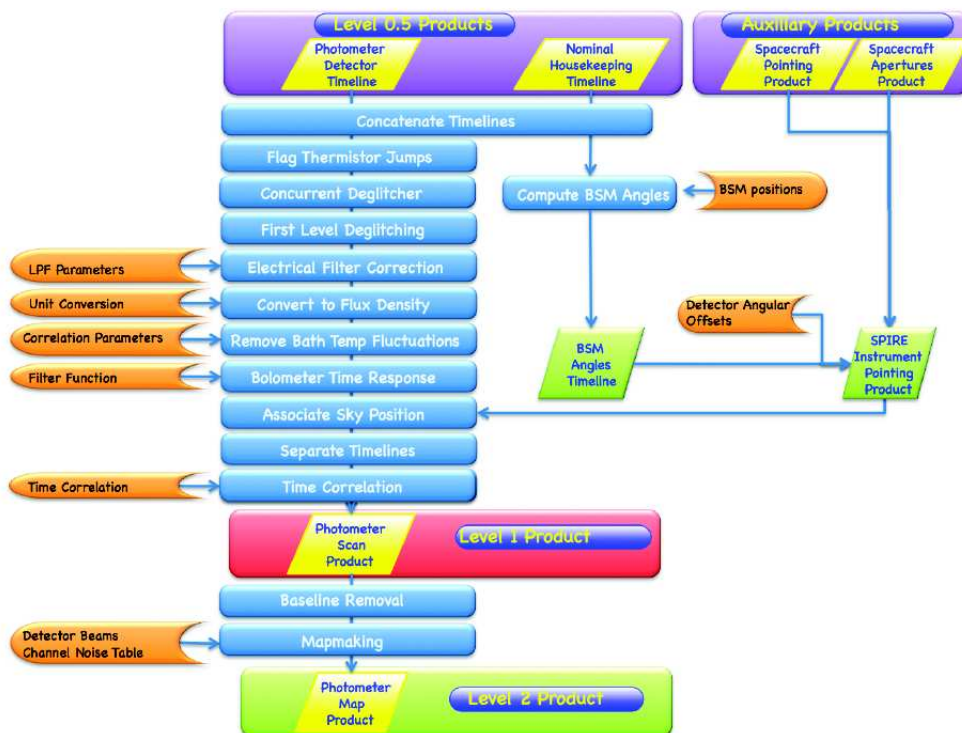 Level 0.5 Products
Photometer
Detector
Timeline
Nominal
Housekeeping
Timeline
Auxiliary Products
Spacecraft
Pointing
Product
Spacecraft
Apertures
Product
Concatenate Timelines
Flag Thermistor Jumps
Concurrent Deglitcher
Compute BSM Angles
BSM positions
First Level Deglitching
LPF Parameters
Electrical Filter Correction
Unit Conversion
Convert to Flux Density
Detector Angular
Offsets
Correlation Parameters
Remove Bath Temp Fluctuations
BSM
Angles
Timeline
SPIRE
Instrument
Pointing
Product
Filter Function
Bolometer Time Response
Associate Sky Position
Separate Timelines
Time Correlation
Time Correlation
Photometer
Scan
Product
Level 1 Product
Baseline Removal
Detector Beams
Channel Noise Table
Mapmaking
Photometer
Map
Product
Level 2 Product